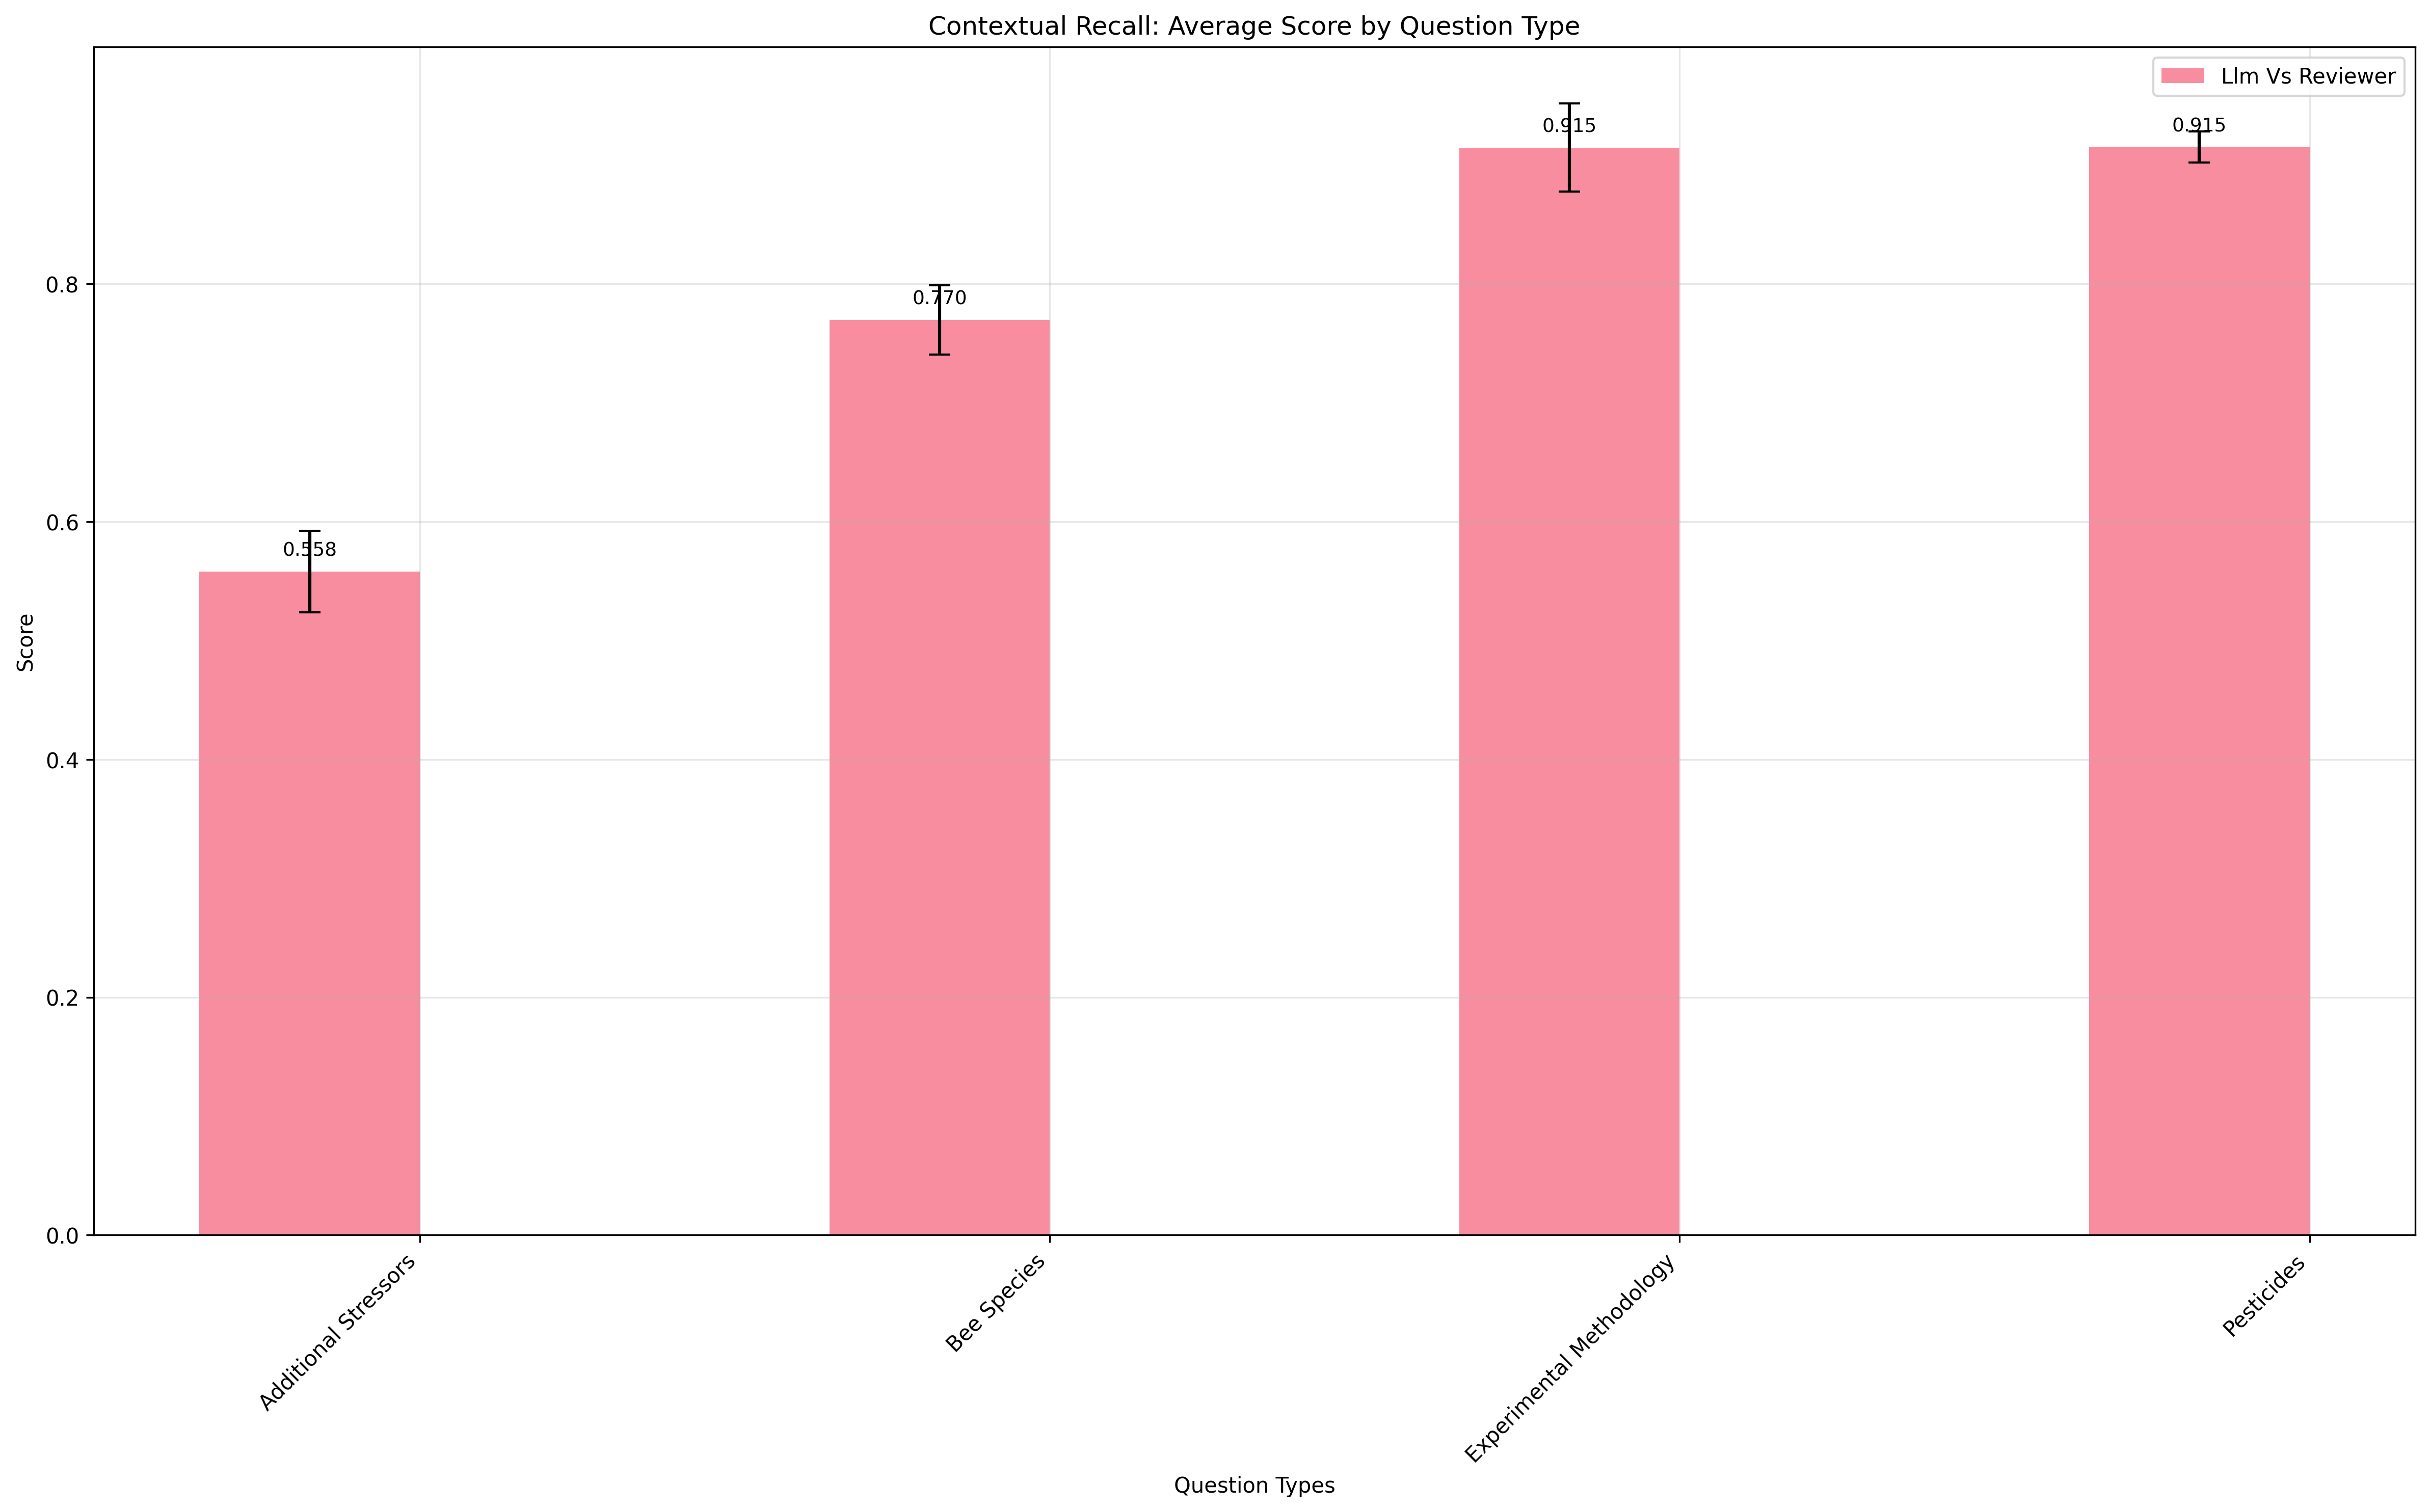 Contextual Recall: Average Score by Question Type
Llm Vs Reviewer
0.915
0.915
0.770
0.558
0.8
0.6
0.4
0.2
0.0
Score
Additional Stressors
Bee Species
Experimental Methodology
Pesticides
Question Types